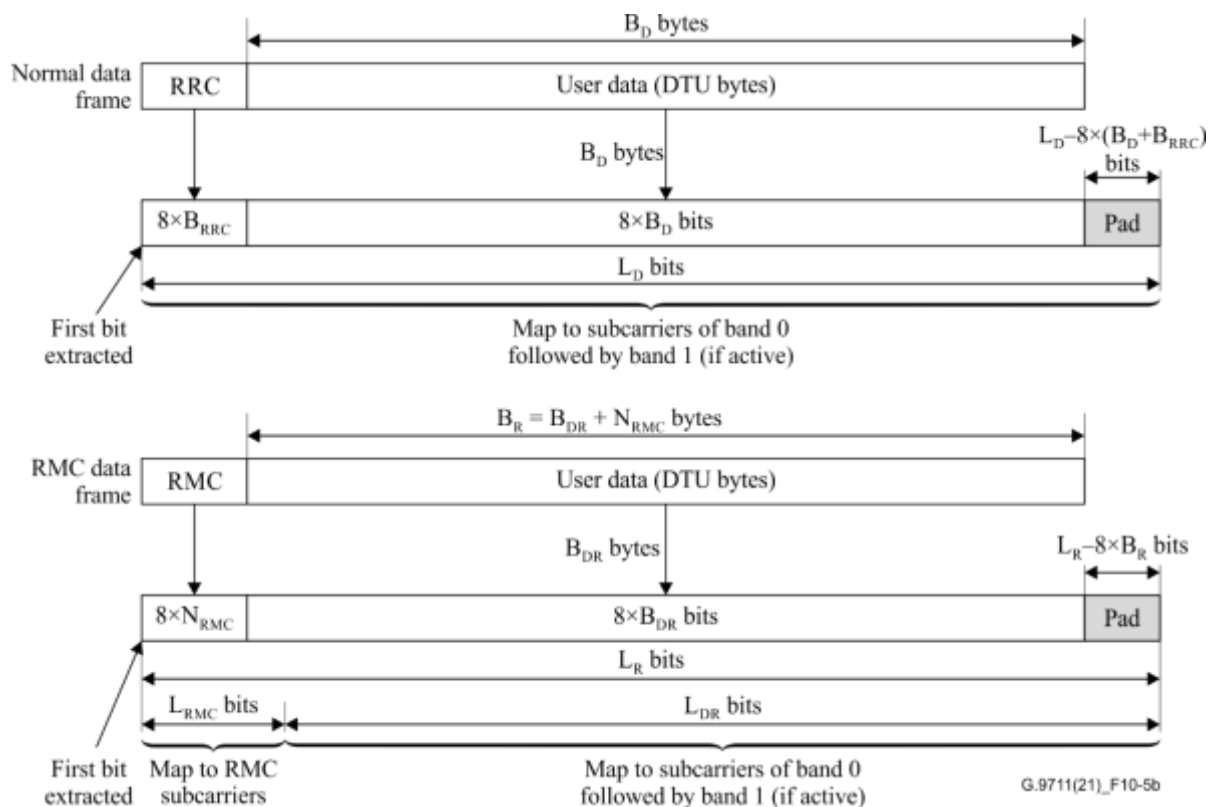 B_D bytes
Normal data
frame
RRC
User data (DTU bytes)
L_D–8×(B_D+B_RRC)
bits
B_D bytes
8×B_RRC
8×B_D bits
Pad
L_D bits
First bit
extracted
Map to subcarriers of band 0
followed by band 1 (if active)
B_R = B_DR + N_RMC bytes
RMC data
frame
RMC
User data (DTU bytes)
B_DR bytes
L_R–8×B_R bits
8×N_RMC
8×B_DR bits
Pad
L_R bits
L_RMC bits
L_DR bits
First bit
extracted
Map to RMC
subcarriers
Map to subcarriers of band 0
followed by band 1 (if active)
G.9711(21)_F10-5b